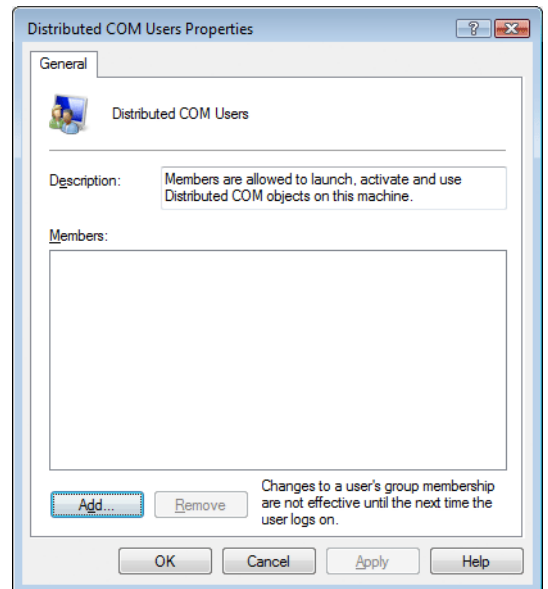 Distributed COM Users Properties
General
Distributed COM Users
Description:
Members are allowed to launch, activate and use
Distributed COM objects on this machine.
Members:
Add...
Remove
Changes to a user's group membership
are not effective until the next time the
user logs on.
OK
Cancel
Apply
Help